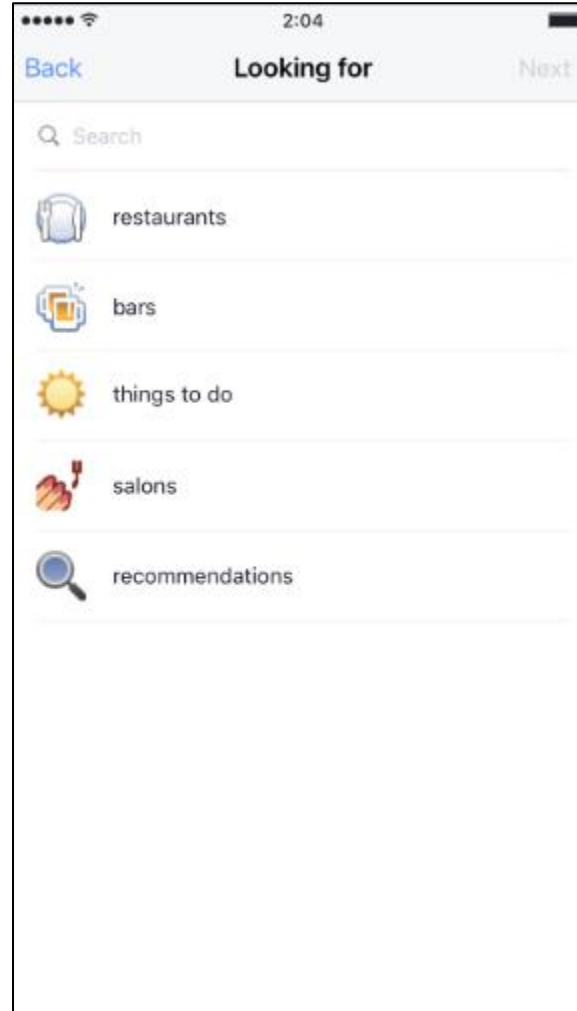 2:04
Back Looking for Next
Search
restaurants
bars
things to do
salons
recommendations